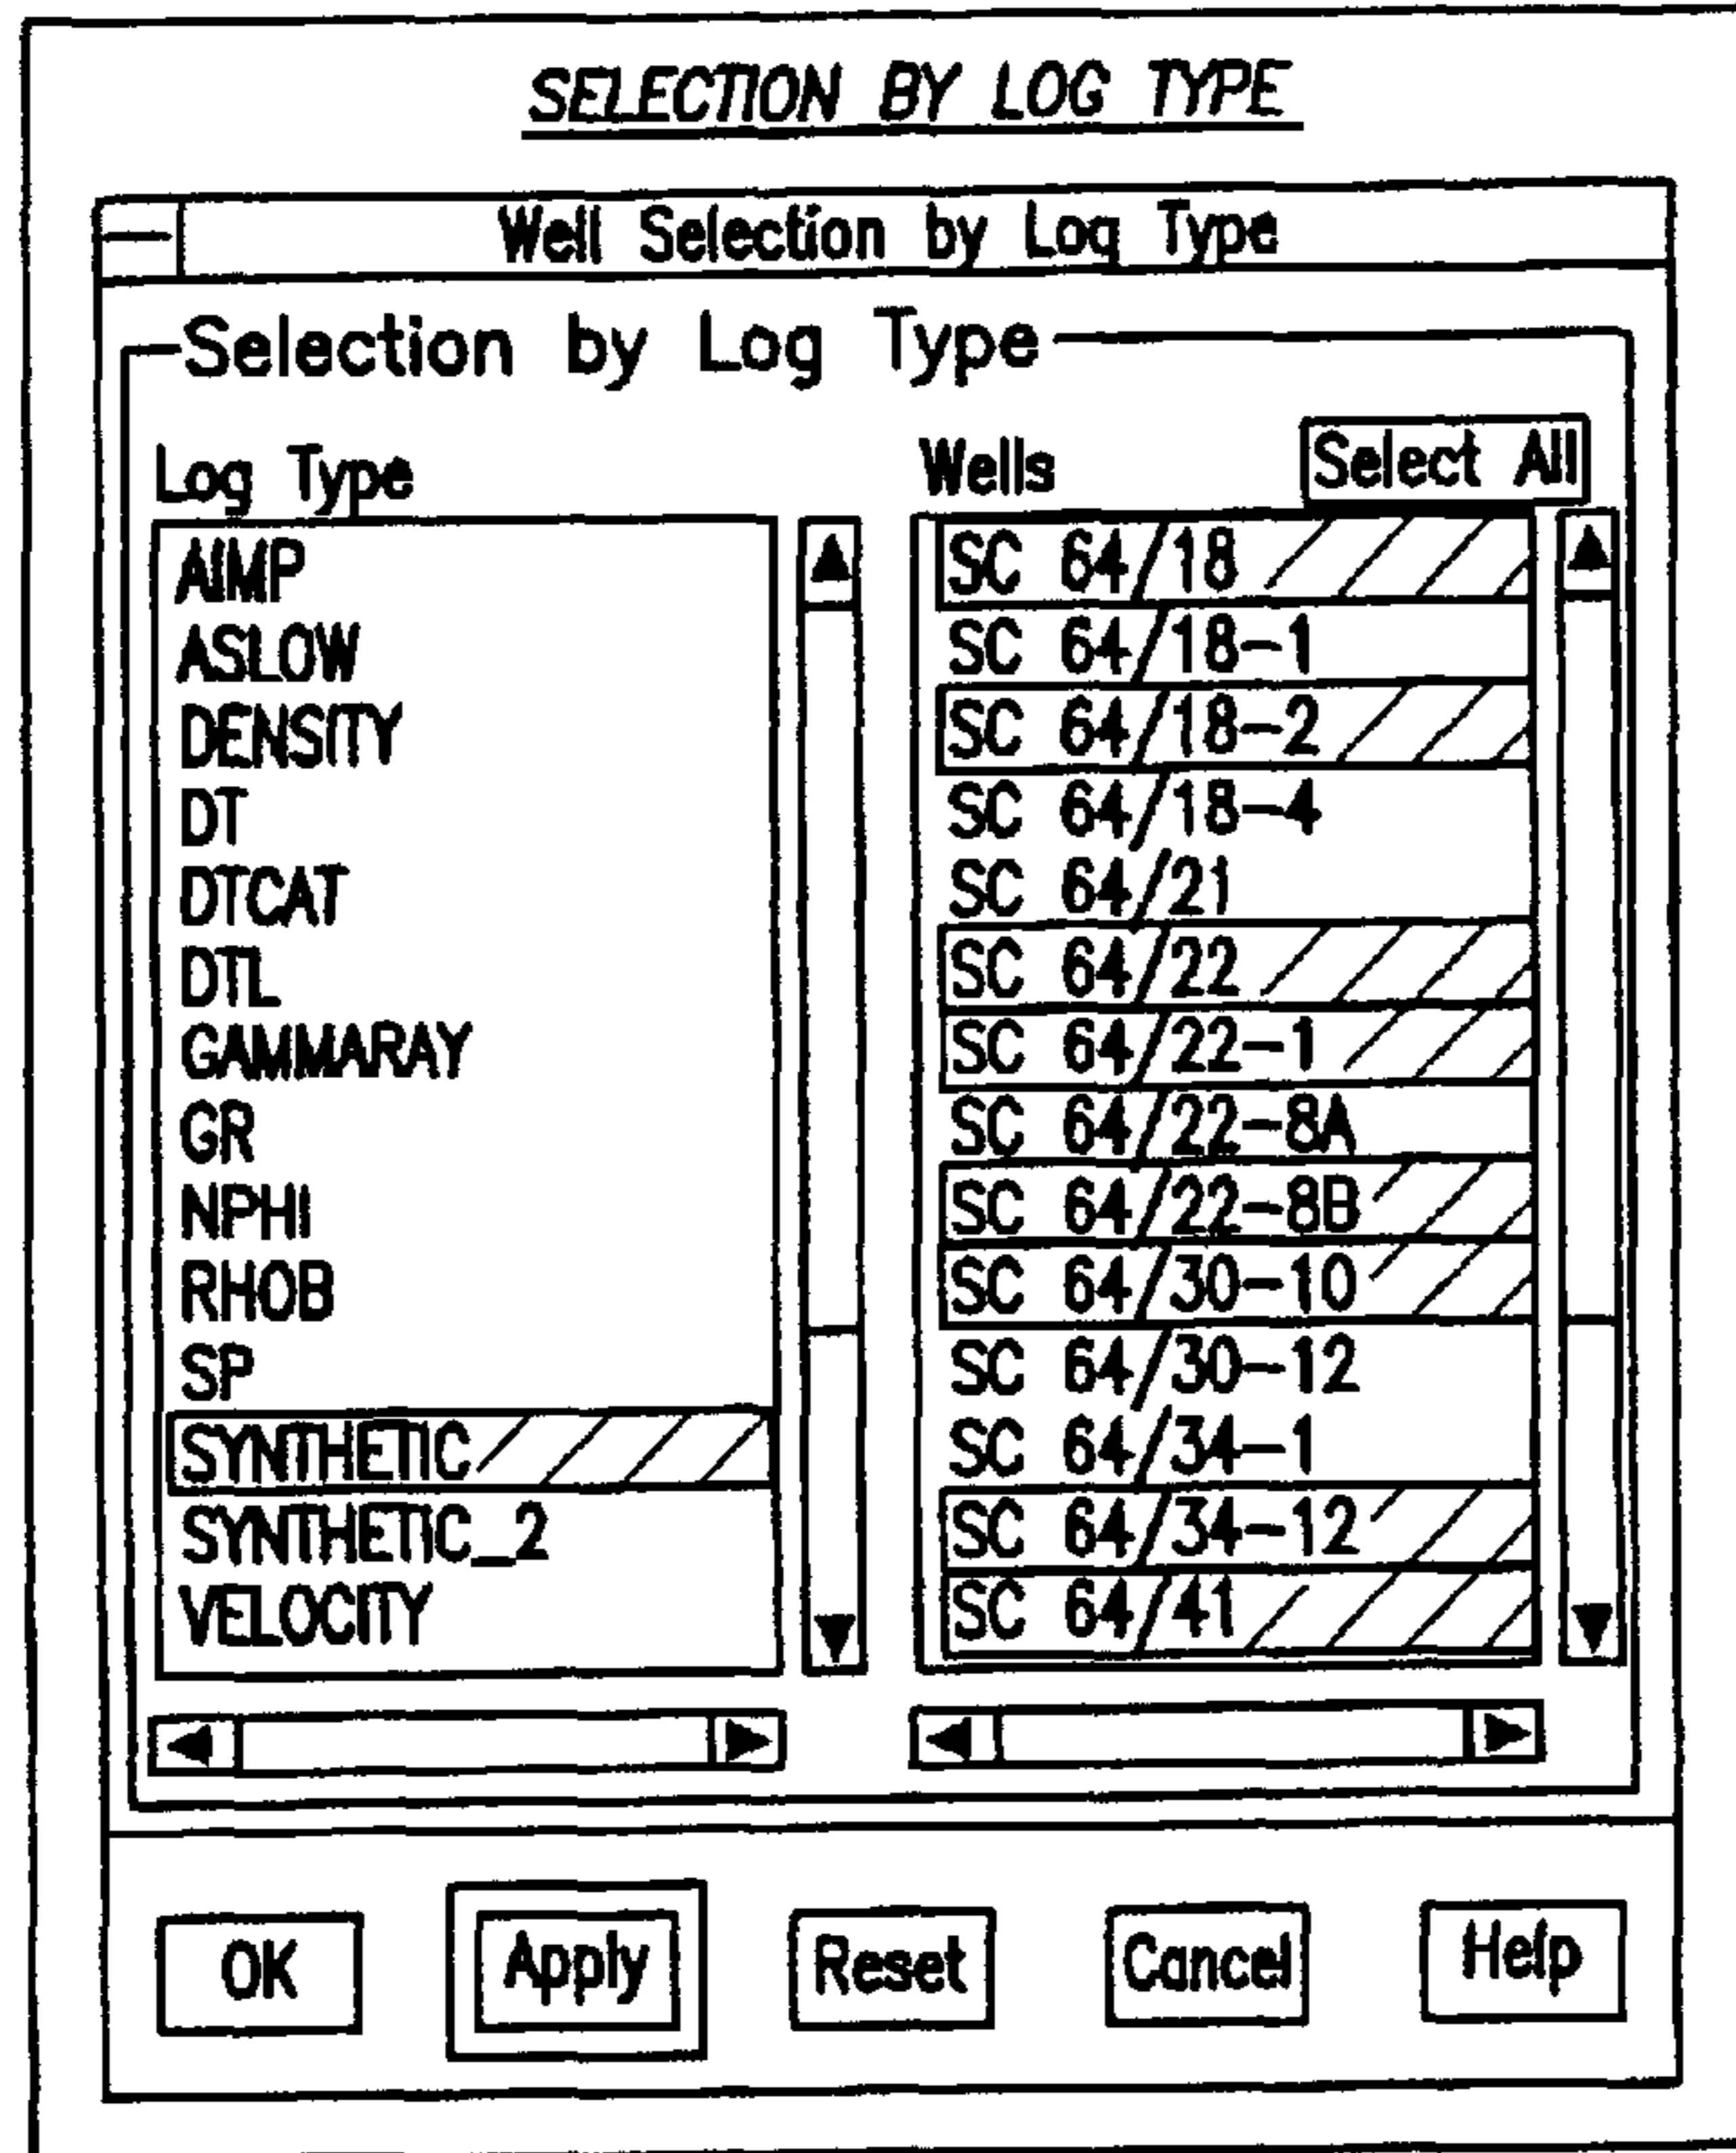 SELECTION BY LOG TYPE
Well Selection by Log Type
Selection by Log Type
Log Type
AIMP
ASLOW
DENSITY
DT
DTCAT
DTL
GAMMARAY
GR
NPHI
RHOB
SP
SYNTHETIC
SYNTHETIC_2
VELOCITY
Wells Select All
SC 64/18
SC 64/18-1
SC 64/18-2
SC 64/18-4
SC 64/21
SC 64/22
SC 64/22-1
SC 64/22-8A
SC 64/22-8B
SC 64/30-10
SC 64/30-12
SC 64/34-1
SC 64/34-12
SC 64/41
OK Apply Reset Cancel Help